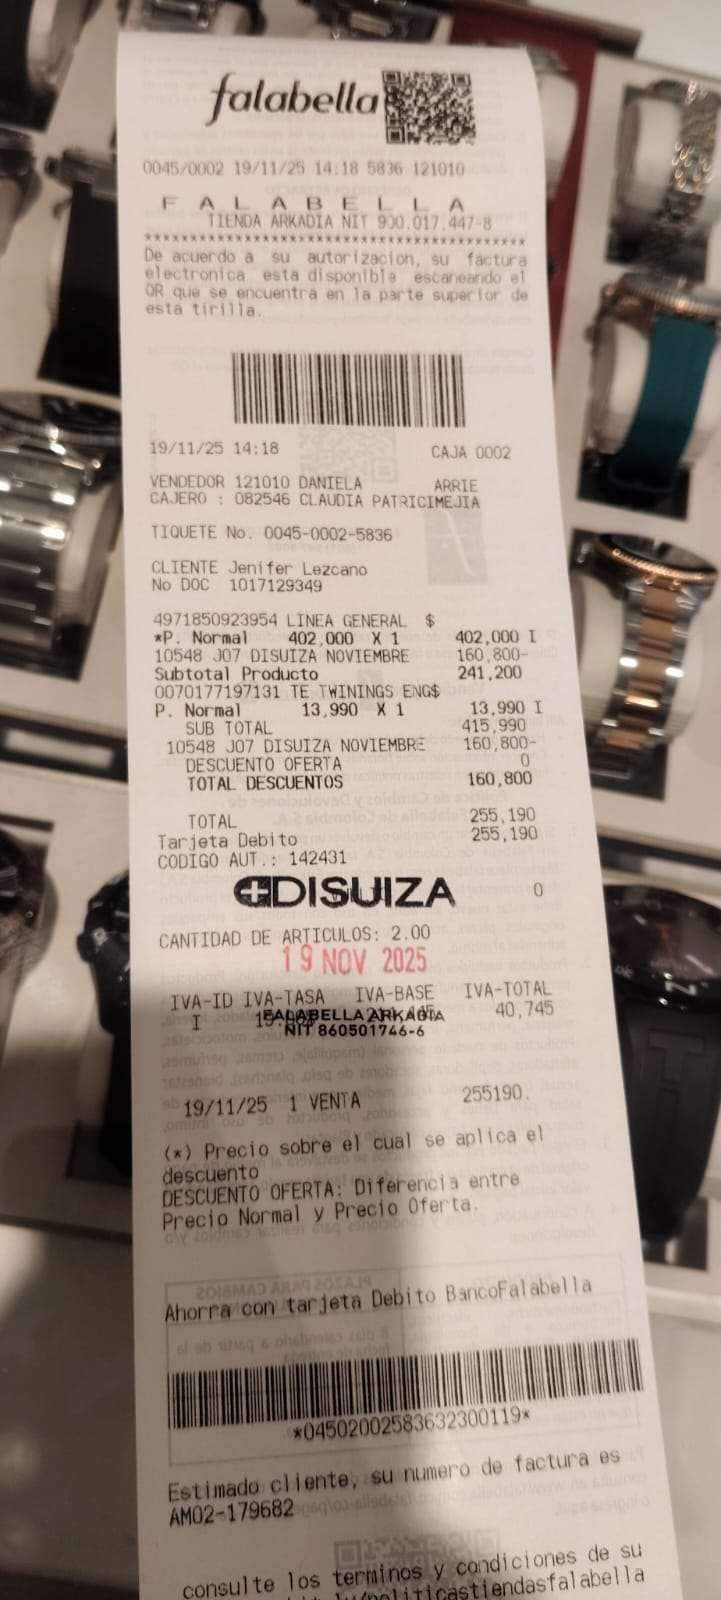 falabella
0045/0002 19/11/25 14:18 5836 121010
F A L A B E L L A
TIENDA ARKADIA NIT 900.017.447-8
****************************************************
De acuerdo a su autorizacion, su factura
electronica esta disponible escaneando el
QR que se encuentra en la parte superior de
esta tirilla.
19/11/25 14:18 CAJA 0002
VENDEDOR 121010 DANIELA ARRIE
CAJERO : 082546 CLAUDIA PATRICIMEJIA
TIQUETE No. 0045-0002-5836
CLIENTE Jenifer Lezcano
No DOC 1017129349
4971850923954 LINEA GENERAL $
*P. Normal 402,000 X 1 402,000 I
10548 J07 DISUIZA NOVIEMBRE 160,800-
Subtotal Producto 241,200
0070177197131 TE TWININGS ENG$
P. Normal 13,990 X 1 13,990 I
SUB TOTAL 415,990
10548 J07 DISUIZA NOVIEMBRE 160,800-
DESCUENTO OFERTA 0
TOTAL DESCUENTOS 160,800
TOTAL 255,190
Tarjeta Debito 255,190
CODIGO AUT.: 142431
DISUIZA 0
CANTIDAD DE ARTICULOS: 2.00
19 NOV 2025
IVA-ID IVA-TASA IVA-BASE IVA-TOTAL
I 40,745
FALABELLA ARKADIA
NIT 860501746-6
19/11/25 1 VENTA 255190.
(*) Precio sobre el cual se aplica el
descuento
DESCUENTO OFERTA: Diferencia entre
Precio Normal y Precio Oferta.
Ahorra con tarjeta Debito BancoFalabella
*04502002583632300119*
Estimado cliente, su numero de factura es
AM02-179682
consulte los terminos y condiciones de su
/politicastiendasfalabella